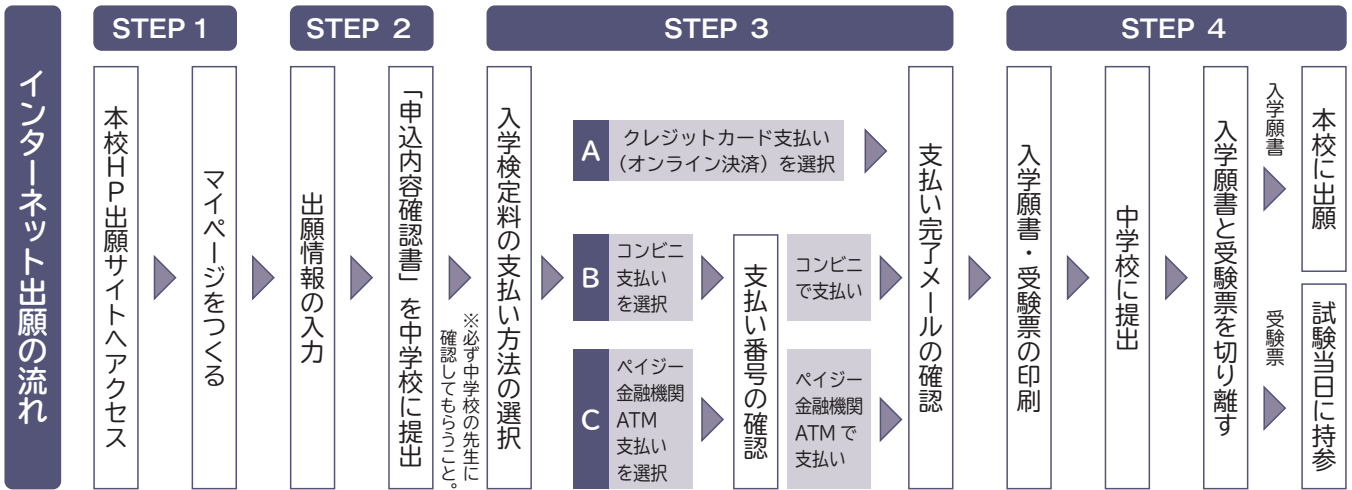 インターネット出願の流れ
STEP 1
本校HP出願サイトへアクセス
マイページをつくる
STEP 2
出願情報の入力
「申込内容確認書」を中学校に提出
※必ず中学校の先生に
確認してもらうこと。
STEP 3
入学検定料の支払い方法の選択
A
クレジットカード支払い
（オンライン決済）を選択
B
コンビニ
支払い
を選択
C
ペイジー
金融機関
ATM
支払い
を選択
支払い番号の確認
コンビニ
で支払い
ペイジー
金融機関
ATMで
支払い
支払い完了メールの確認
STEP 4
入学願書・受験票の印刷
中学校に提出
入学願書と受験票を切り離す
入学願書
本校に出願
受験票
試験当日に持参